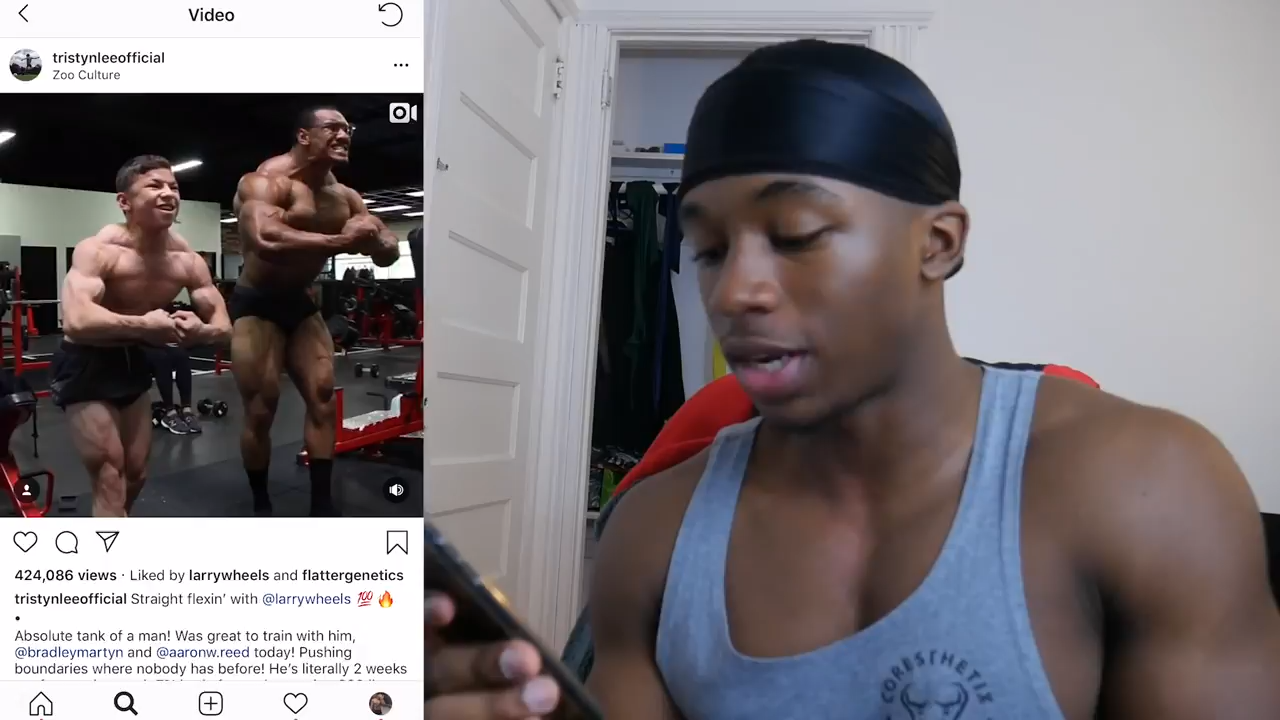 Video
tristynleeofficial
Zoo Culture
424,086 views · Liked by larrywheels and flattergenetics
tristynleeofficial Straight flexin' with @larrywheels 💯 🔥
•
Absolute tank of a man! Was great to train with him,
@bradleymartyn and @aaronw.reed today! Pushing
boundaries where nobody has before! He's literally 2 weeks
CORESTHETIX